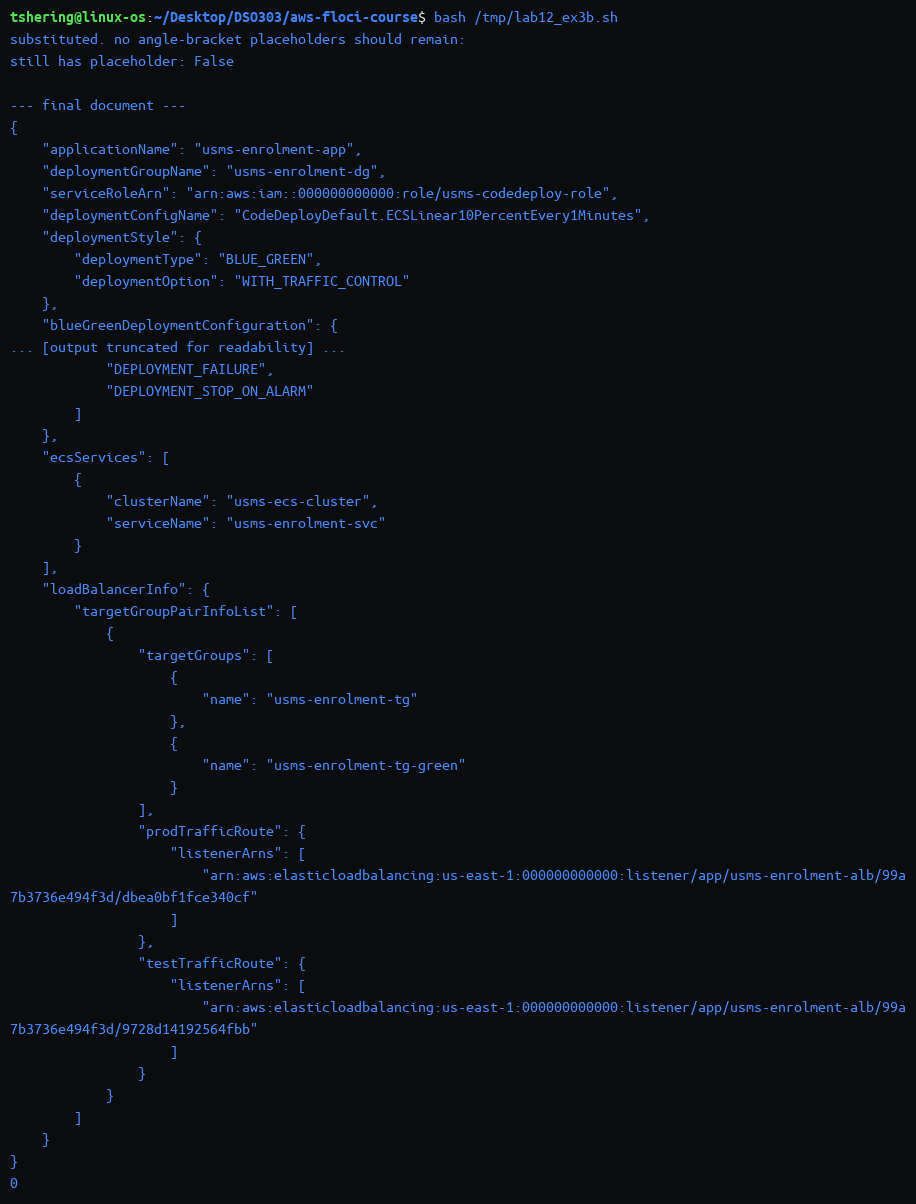 tshering@linux-os:~/Desktop/DSO303/aws-floci-course$ bash /tmp/lab12_ex3b.sh
substituted. no angle-bracket placeholders should remain:
still has placeholder: False

--- final document ---
{
    "applicationName": "usms-enrolment-app",
    "deploymentGroupName": "usms-enrolment-dg",
    "serviceRoleArn": "arn:aws:iam::000000000000:role/usms-codedeploy-role",
    "deploymentConfigName": "CodeDeployDefault.ECSLinear10PercentEvery1Minutes",
    "deploymentStyle": {
        "deploymentType": "BLUE_GREEN",
        "deploymentOption": "WITH_TRAFFIC_CONTROL"
    },
    "blueGreenDeploymentConfiguration": {
... [output truncated for readability] ...
            "DEPLOYMENT_FAILURE",
            "DEPLOYMENT_STOP_ON_ALARM"
        ]
    },
    "ecsServices": [
        {
            "clusterName": "usms-ecs-cluster",
            "serviceName": "usms-enrolment-svc"
        }
    ],
    "loadBalancerInfo": {
        "targetGroupPairInfoList": [
            {
                "targetGroups": [
                    {
                        "name": "usms-enrolment-tg"
                    },
                    {
                        "name": "usms-enrolment-tg-green"
                    }
                ],
                "prodTrafficRoute": {
                    "listenerArns": [
                        "arn:aws:elasticloadbalancing:us-east-1:000000000000:listener/app/usms-enrolment-alb/99a
7b3736e494f3d/dbea0bf1fce340cf"
                    ]
                },
                "testTrafficRoute": {
                    "listenerArns": [
                        "arn:aws:elasticloadbalancing:us-east-1:000000000000:listener/app/usms-enrolment-alb/99a
7b3736e494f3d/9728d14192564fbb"
                    ]
                }
            }
        ]
    }
}
0